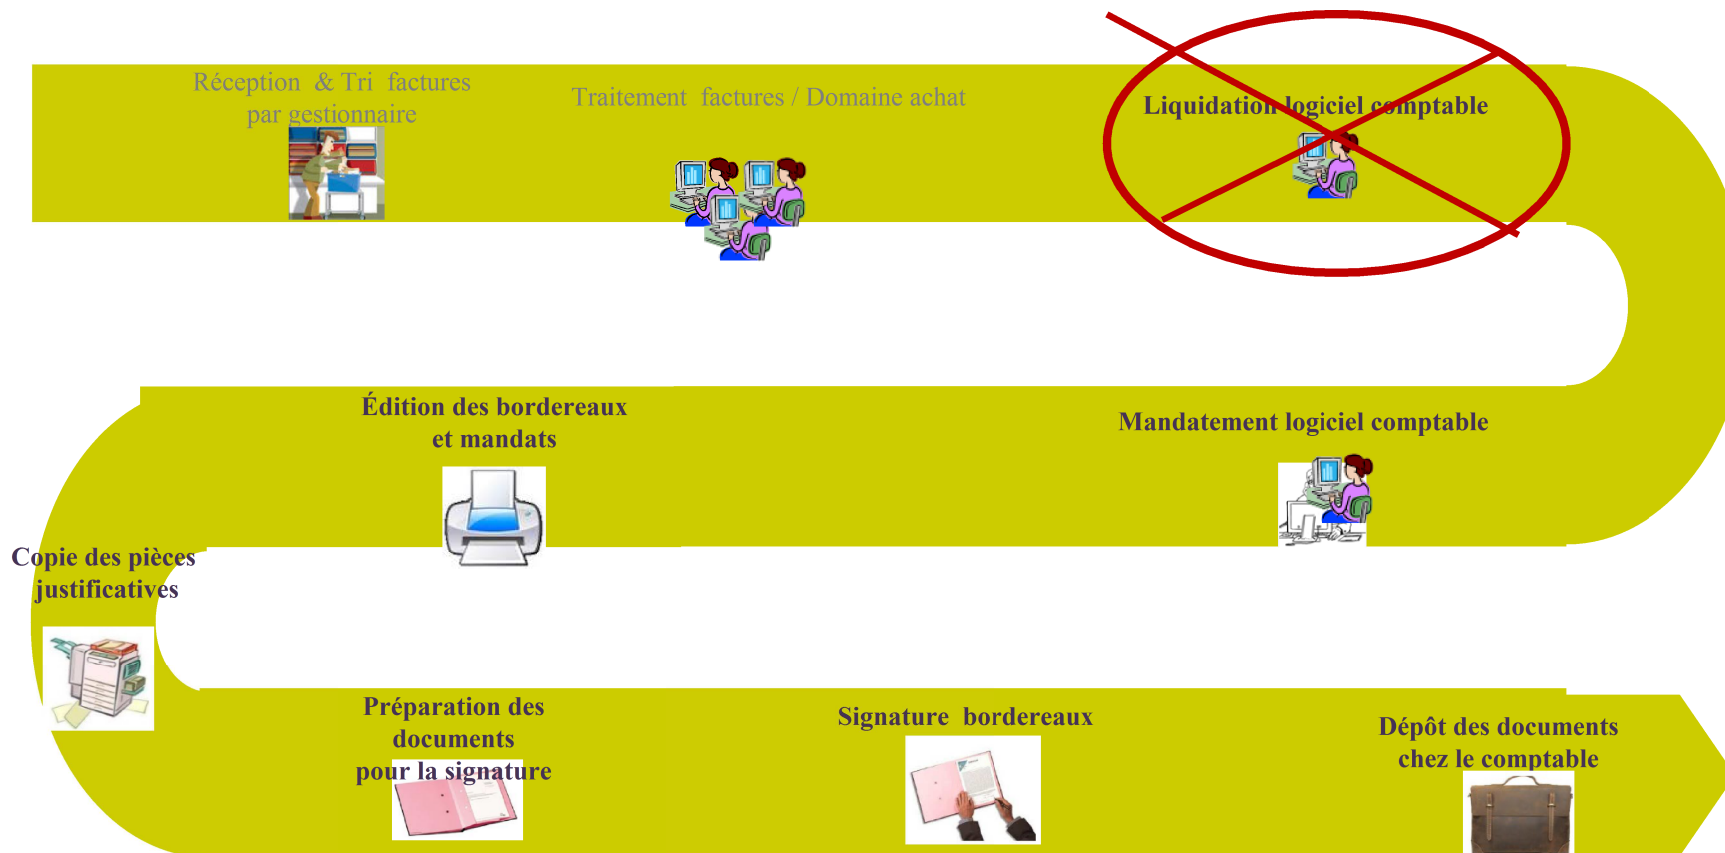 Réception & Tri factures
par gestionnaire
Traitement factures / Domaine achat
Liquidation logiciel comptable
Mandatement logiciel comptable
Édition des bordereaux
et mandats
Copie des pièces
justificatives
Préparation des
documents
pour la signature
Signature bordereaux
Dépôt des documents
chez le comptable